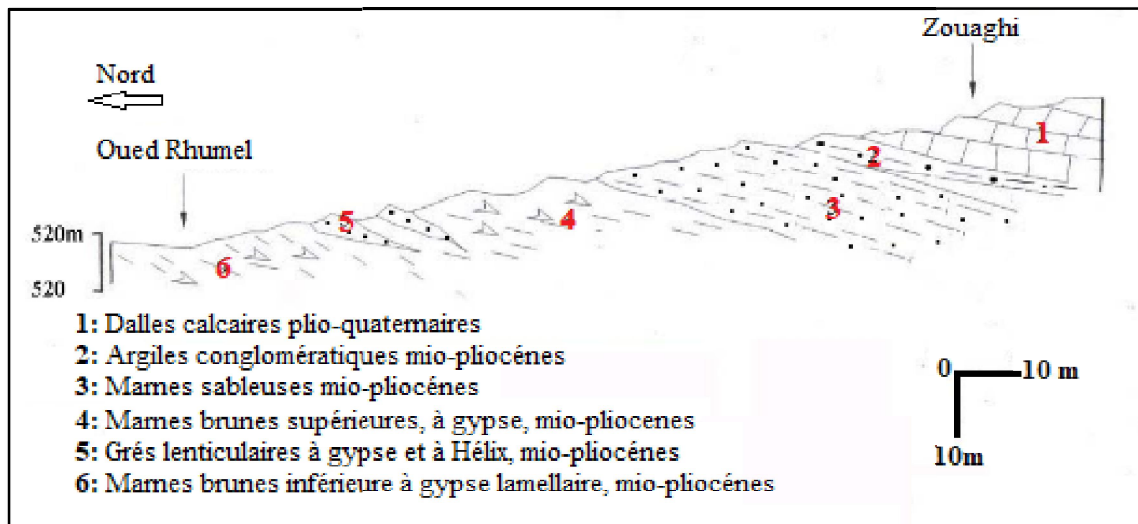 Zouaghi
Nord
1
Oued Rhumel
2
3
5
4
520m
6
520
1: Dalles calcaires plio-quaternaires
2: Argiles conglomératiques mio-pliocénes
3: Marnes sableuses mio-pliocénes
0 10 m
4: Marnes brunes supérieures, à gypse, mio-pliocenes
5: Grés lenticulaires à gypse et à Hélix, mio-pliocénes
10m
6: Marnes brunes inférieure à gypse lamellaire, mio-pliocénes